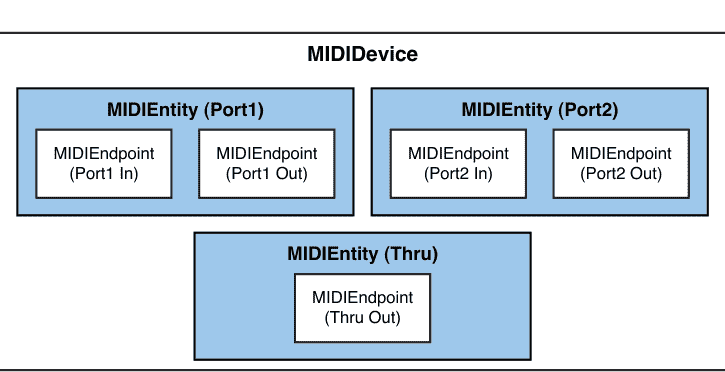 MIDIDevice
MIDIEntity (Port1)
MIDIEndpoint
(Port1 In)
MIDIEndpoint
(Port1 Out)
MIDIEntity (Port2)
MIDIEndpoint
(Port2 In)
MIDIEndpoint
(Port2 Out)
MIDIEntity (Thru)
MIDIEndpoint
(Thru Out)